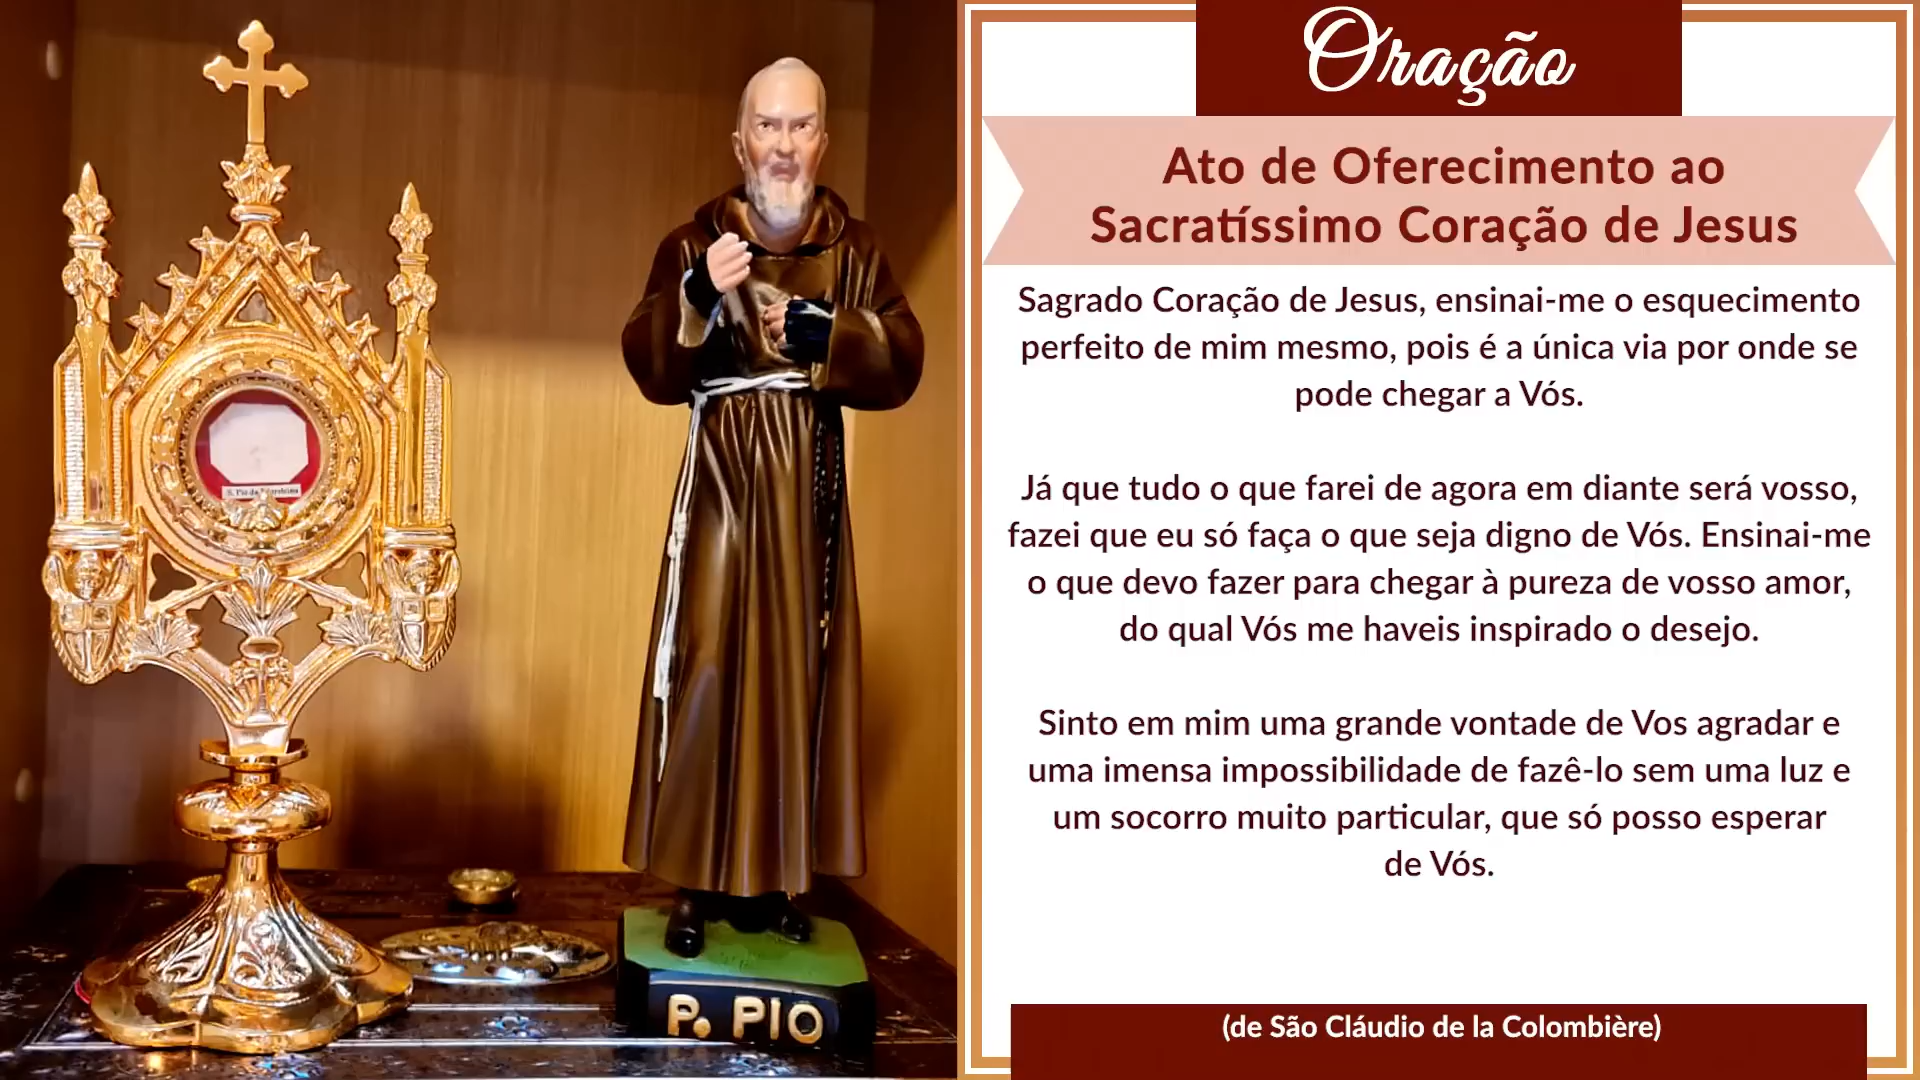 S. Pio da
P. PIO
Oração
Ato de Oferecimento ao
Sacratíssimo Coração de Jesus
Sagrado Coração de Jesus, ensinai-me o esquecimento
perfeito de mim mesmo, pois é a única via por onde se
pode chegar a Vós.
Já que tudo o que farei de agora em diante será vosso,
fazei que eu só faça o que seja digno de Vós. Ensinai-me
o que devo fazer para chegar à pureza de vosso amor,
do qual Vós me haveis inspirado o desejo.
Sinto em mim uma grande vontade de Vos agradar e
uma imensa impossibilidade de fazê-lo sem uma luz e
um socorro muito particular, que só posso esperar
de Vós.
(de São Cláudio de la Colombière)